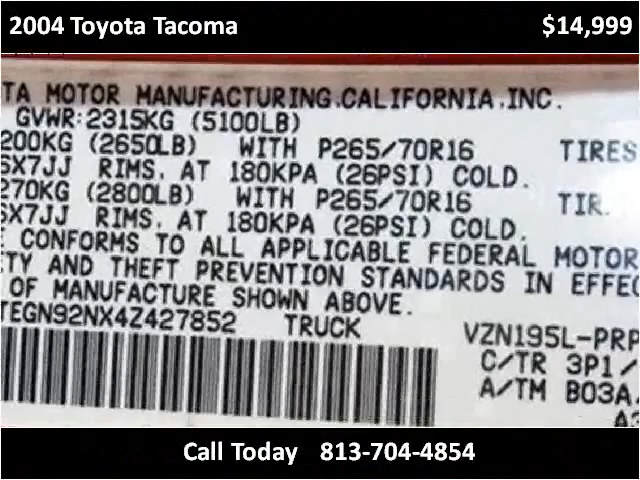 2004 Toyota Tacoma $14,999
TA MOTOR MANUFACTURING.CALIFORNIA.INC.
GVWR:2315KG (5100LB)
200KG (2650LB) WITH P265/70R16 TIRES
6X7JJ RIMS. AT 180KPA (26PSI) COLD.
270KG (2800LB) WITH P265/70R16 TIR.
6X7JJ RIMS. AT 180KPA (26PSI) COLD.
E CONFORMS TO ALL APPLICABLE FEDERAL MOTOR
TY AND THEFT PREVENTION STANDARDS IN EFFEC
OF MANUFACTURE SHOWN ABOVE.
TEGN92NX4Z427852 TRUCK VZN195L-PRP
C/TR 3P1/
A/TM B03A
Call Today 813-704-4854